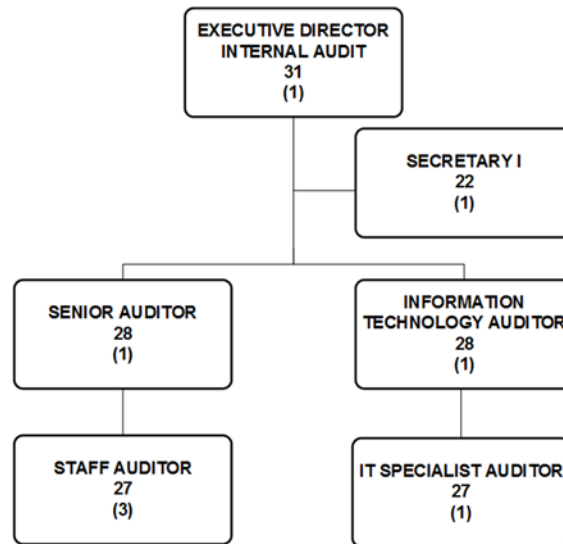 EXECUTIVE DIRECTOR
INTERNAL AUDIT
31
(1)
SECRETARY I
22
(1)
SENIOR AUDITOR
28
(1)
INFORMATION
TECHNOLOGY AUDITOR
28
(1)
STAFF AUDITOR
27
(3)
IT SPECIALIST AUDITOR
27
(1)